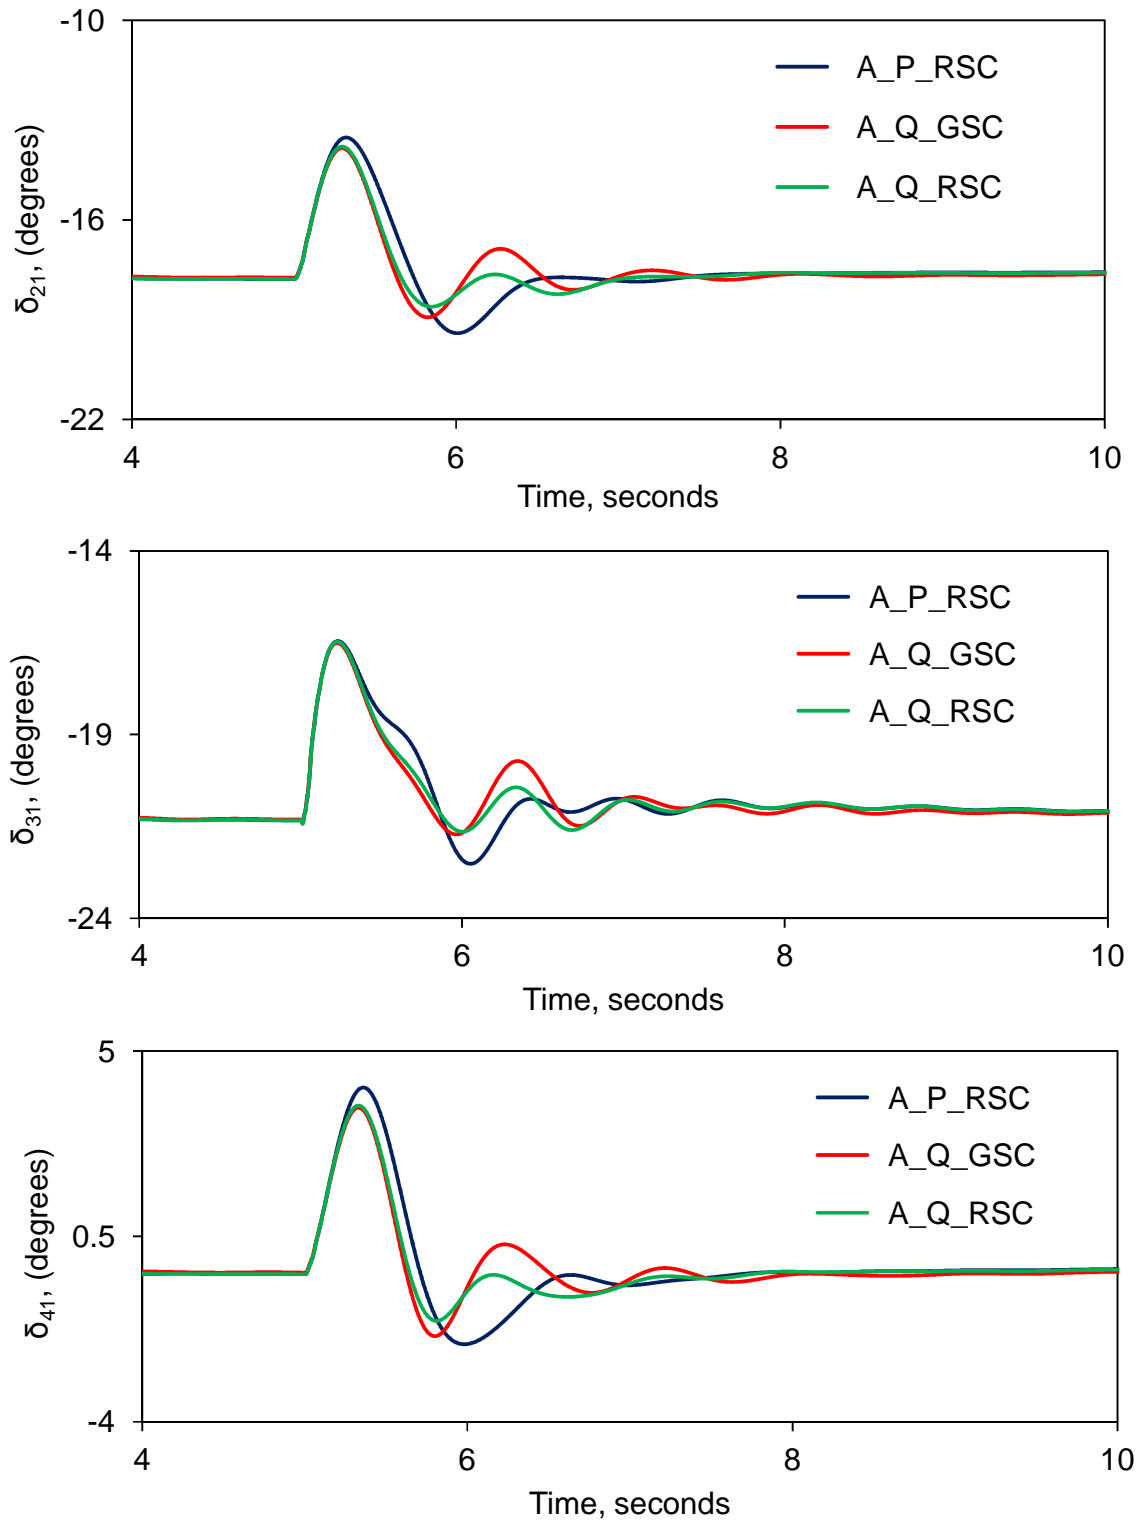 -10
A_P_RSC
A_Q_GSC
A_Q_RSC
-16
-22
δ21, (degrees)
4 6 8 10
Time, seconds
-14
A_P_RSC
A_Q_GSC
A_Q_RSC
-19
-24
δ31, (degrees)
4 6 8 10
Time, seconds
5
A_P_RSC
A_Q_GSC
A_Q_RSC
0.5
-4
δ41, (degrees)
4 6 8 10
Time, seconds